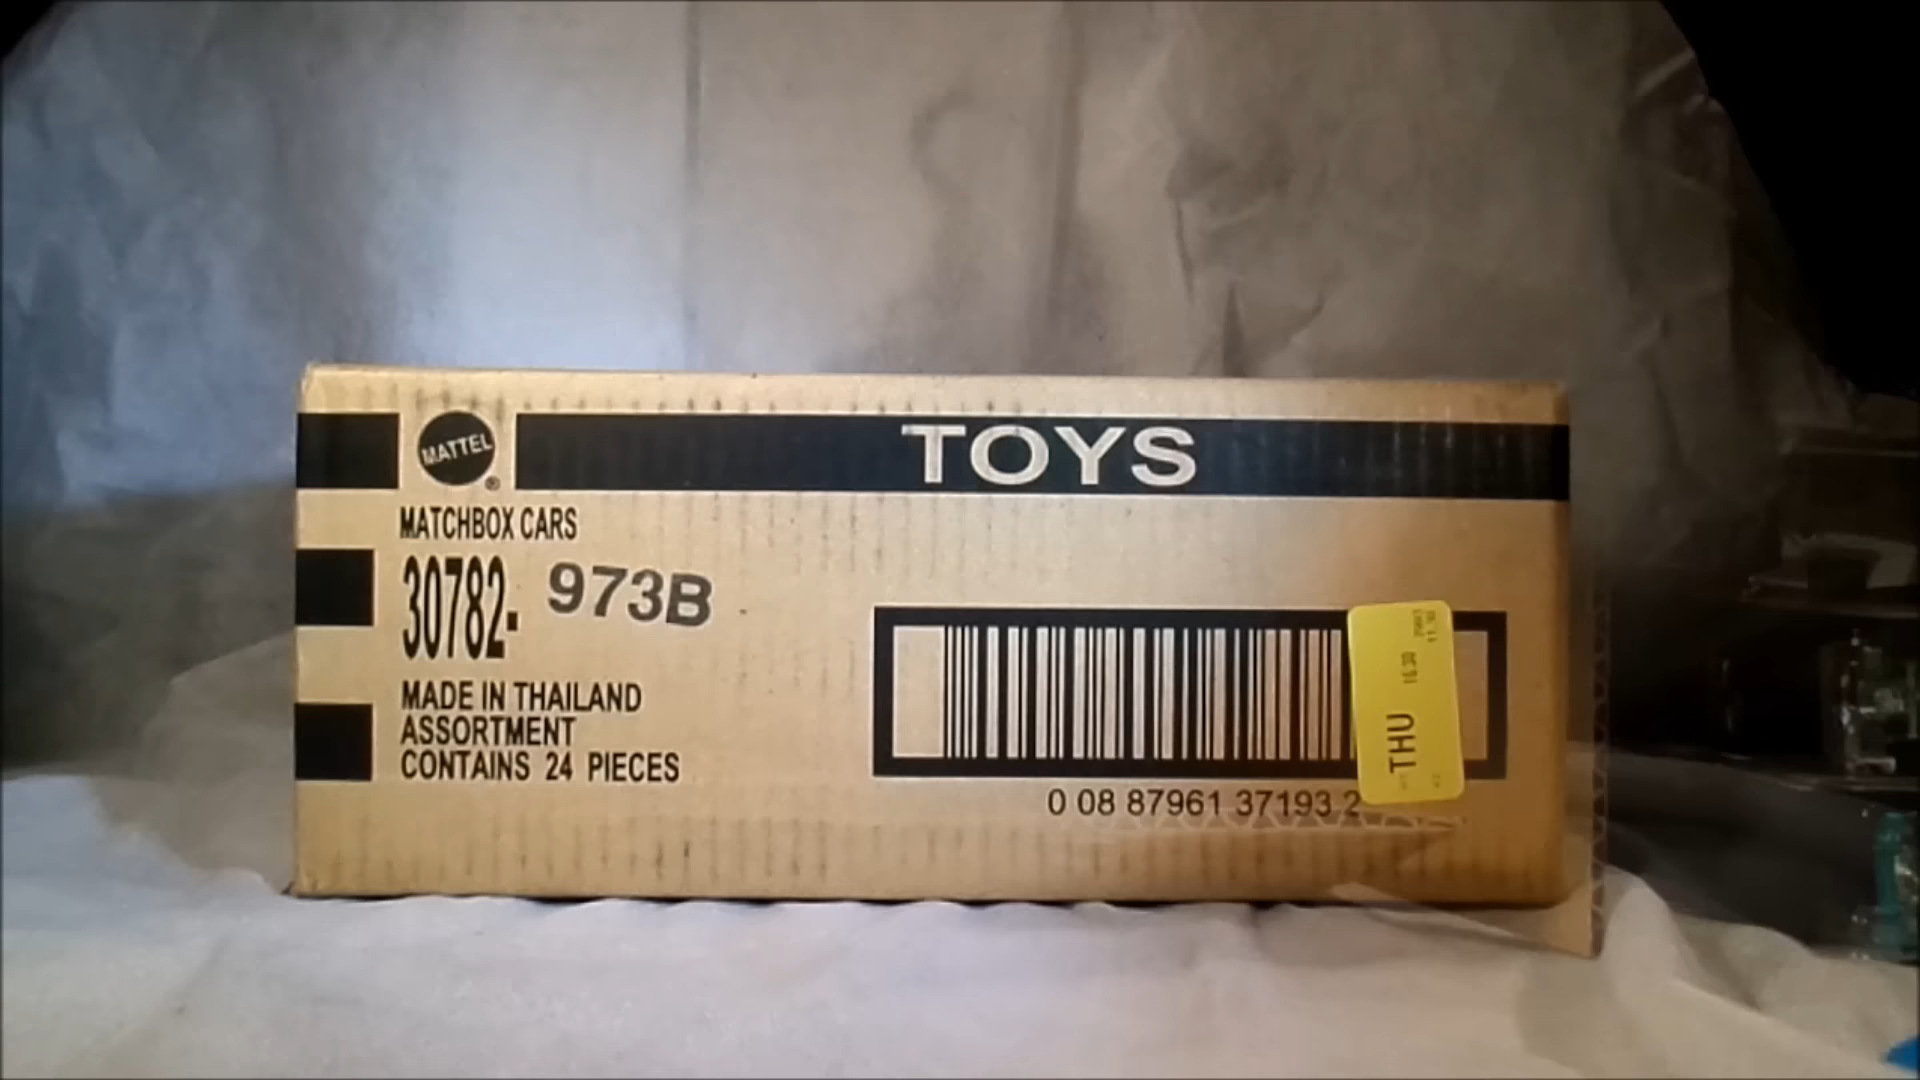 MATTEL
®
TOYS
MATCHBOX CARS
30782- 973B
MADE IN THAILAND
ASSORTMENT
CONTAINS 24 PIECES
0 08 87961 37193 2
THU